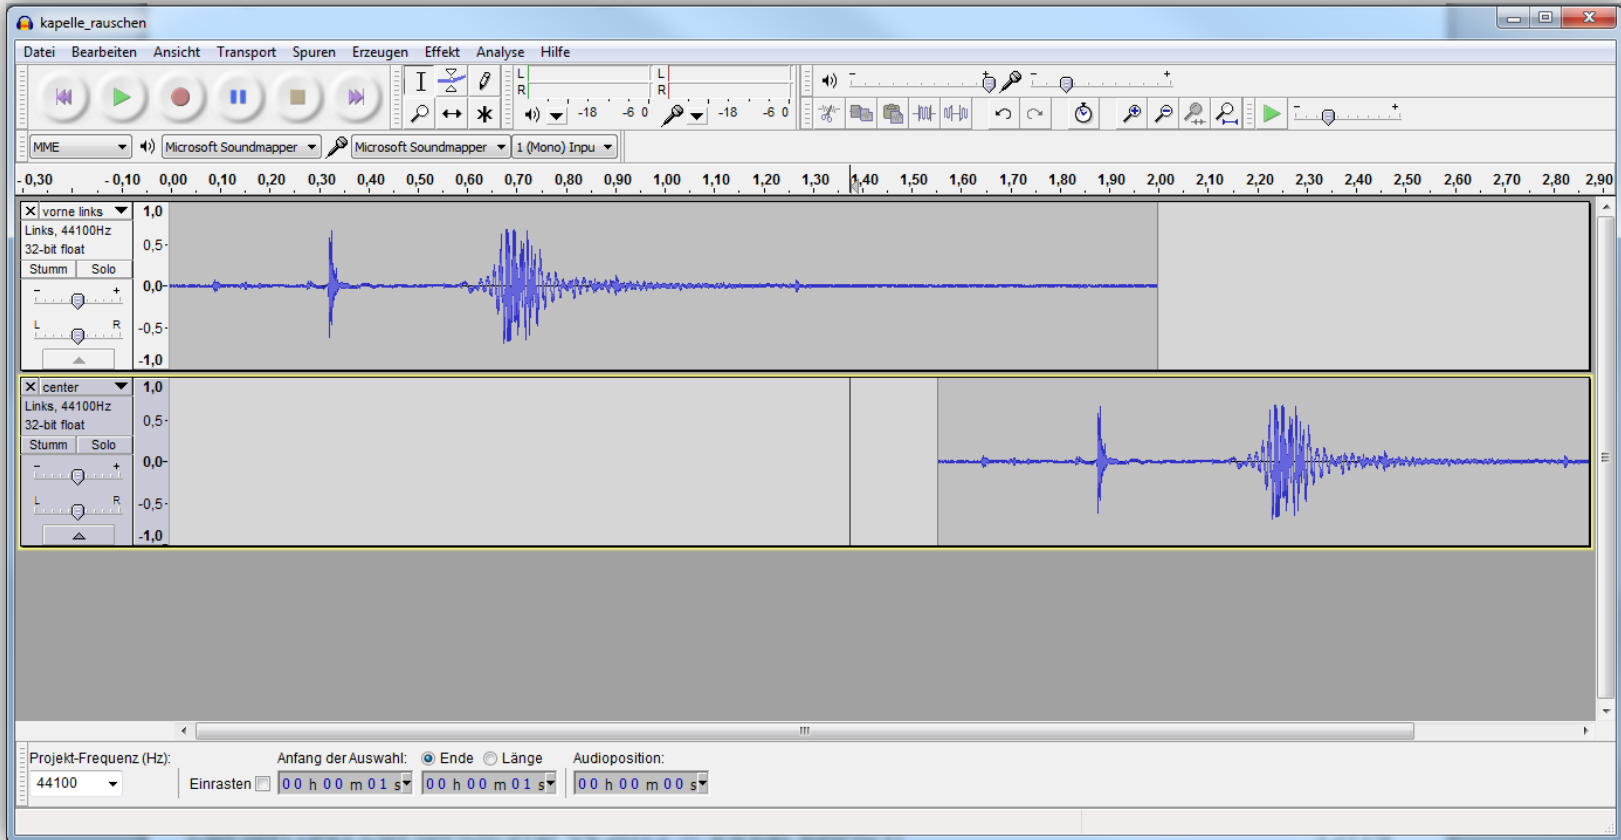 kapelle_rauschen
Datei Bearbeiten Ansicht Transport Spuren Erzeugen Effekt Analyse Hilfe
L
R
-18 -6 0
L
R
-18 -6 0
- +
- +
- +
MME Microsoft Soundmapper Microsoft Soundmapper 1 (Mono) Inpu
-0,30 -0,10 0,00 0,10 0,20 0,30 0,40 0,50 0,60 0,70 0,80 0,90 1,00 1,10 1,20 1,30 1,40 1,50 1,60 1,70 1,80 1,90 2,00 2,10 2,20 2,30 2,40 2,50 2,60 2,70 2,80 2,90
X vorne links 1,0
Links, 44100Hz
32-bit float 0,5-
Stumm Solo
- + 0,0-
L R -0,5-
-1,0
X center 1,0
Links, 44100Hz
32-bit float 0,5-
Stumm Solo
- + 0,0-
L R -0,5-
-1,0
Projekt-Frequenz (Hz): Anfang der Auswahl: Ende Länge Audioposition:
44100 Einrasten 00 h 00 m 01 s 00 h 00 m 01 s 00 h 00 m 00 s